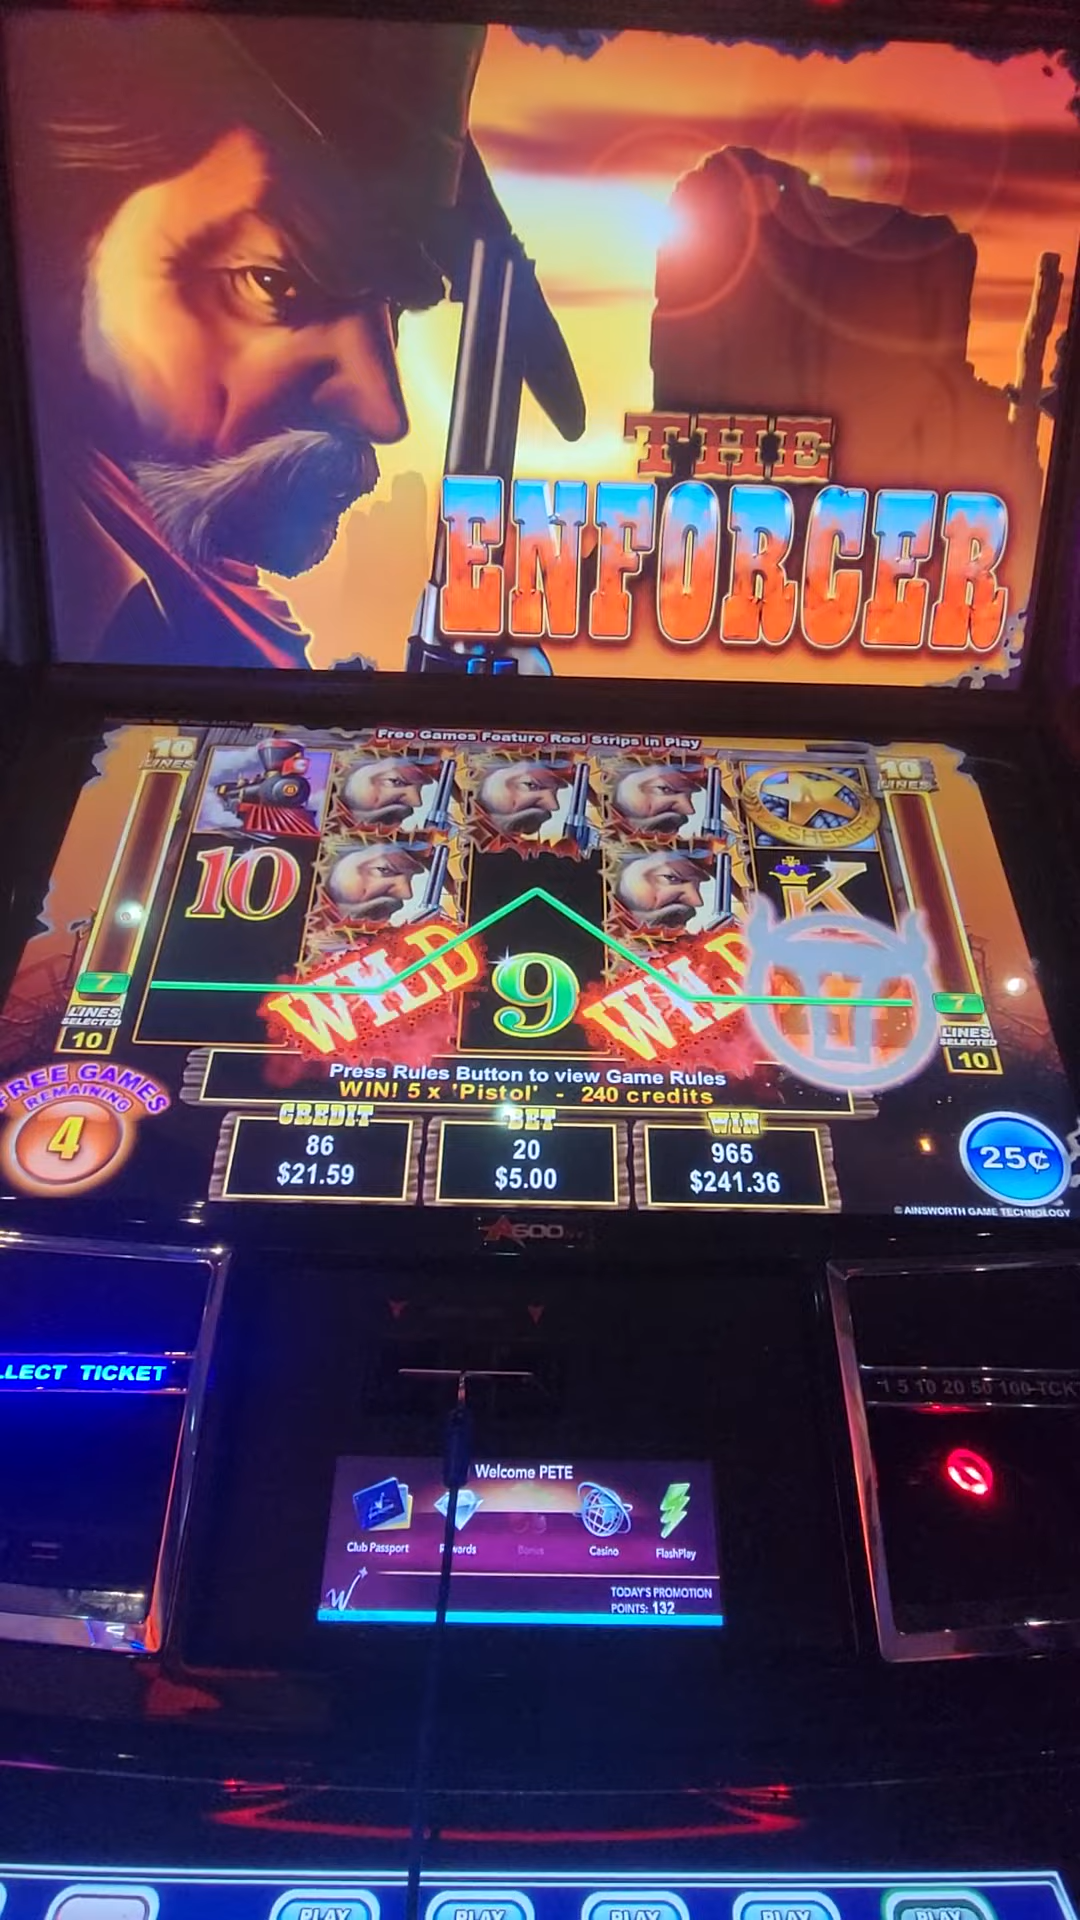 THE
ENFORCER
Free Games Feature Reel Strips in Play
10
LINES
10
LINES
SHERIFF
10
K
WILD
9
WILD
7
7
LINES
SELECTED
10
LINES
SELECTED
10
FREE GAMES
REMAINING
4
Press Rules Button to view Game Rules
WIN! 5 x 'Pistol' - 240 credits
CREDIT
86
$21.59
BET
20
$5.00
WIN
965
$241.36
25¢
© AINSWORTH GAME TECHNOLOGY
A600
LLECT TICKET
1 5 10 20 50 100-TCK
Welcome PETE
Club Passport
Bonus
Casino
FlashPlay
W
TODAY'S PROMOTION
POINTS: 132
PLAY
PLAY
PLAY
PLAY
PLAY